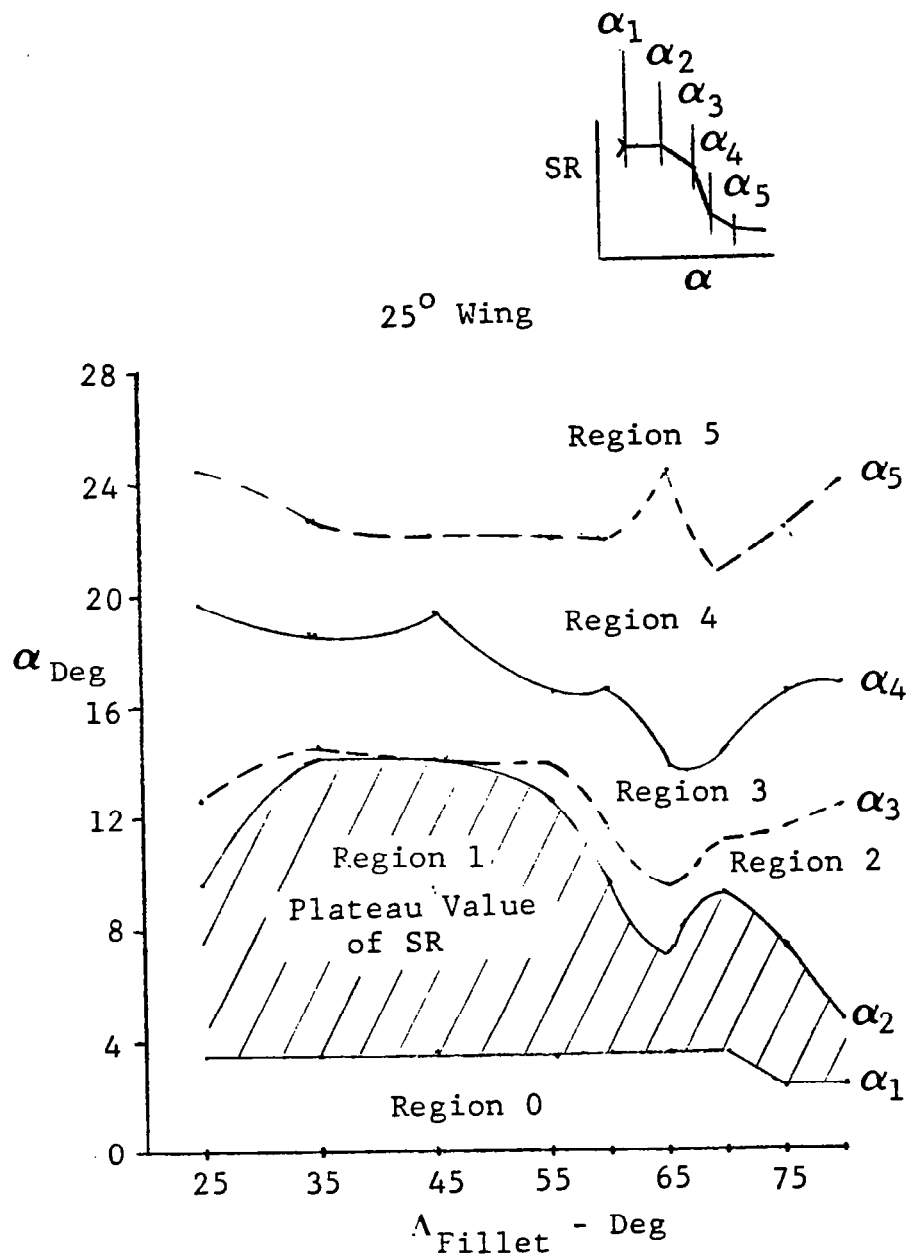 α1
α2
α3
α4
α5
SR
α
25° Wing
28
24
20
16
12
8
4
0
α Deg
Region 5
Region 4
Region 3
Region 2
Region 1
Plateau Value
of SR
Region 0
α5
α4
α3
α2
α1
25 35 45 55 65 75
Λ Fillet - Deg